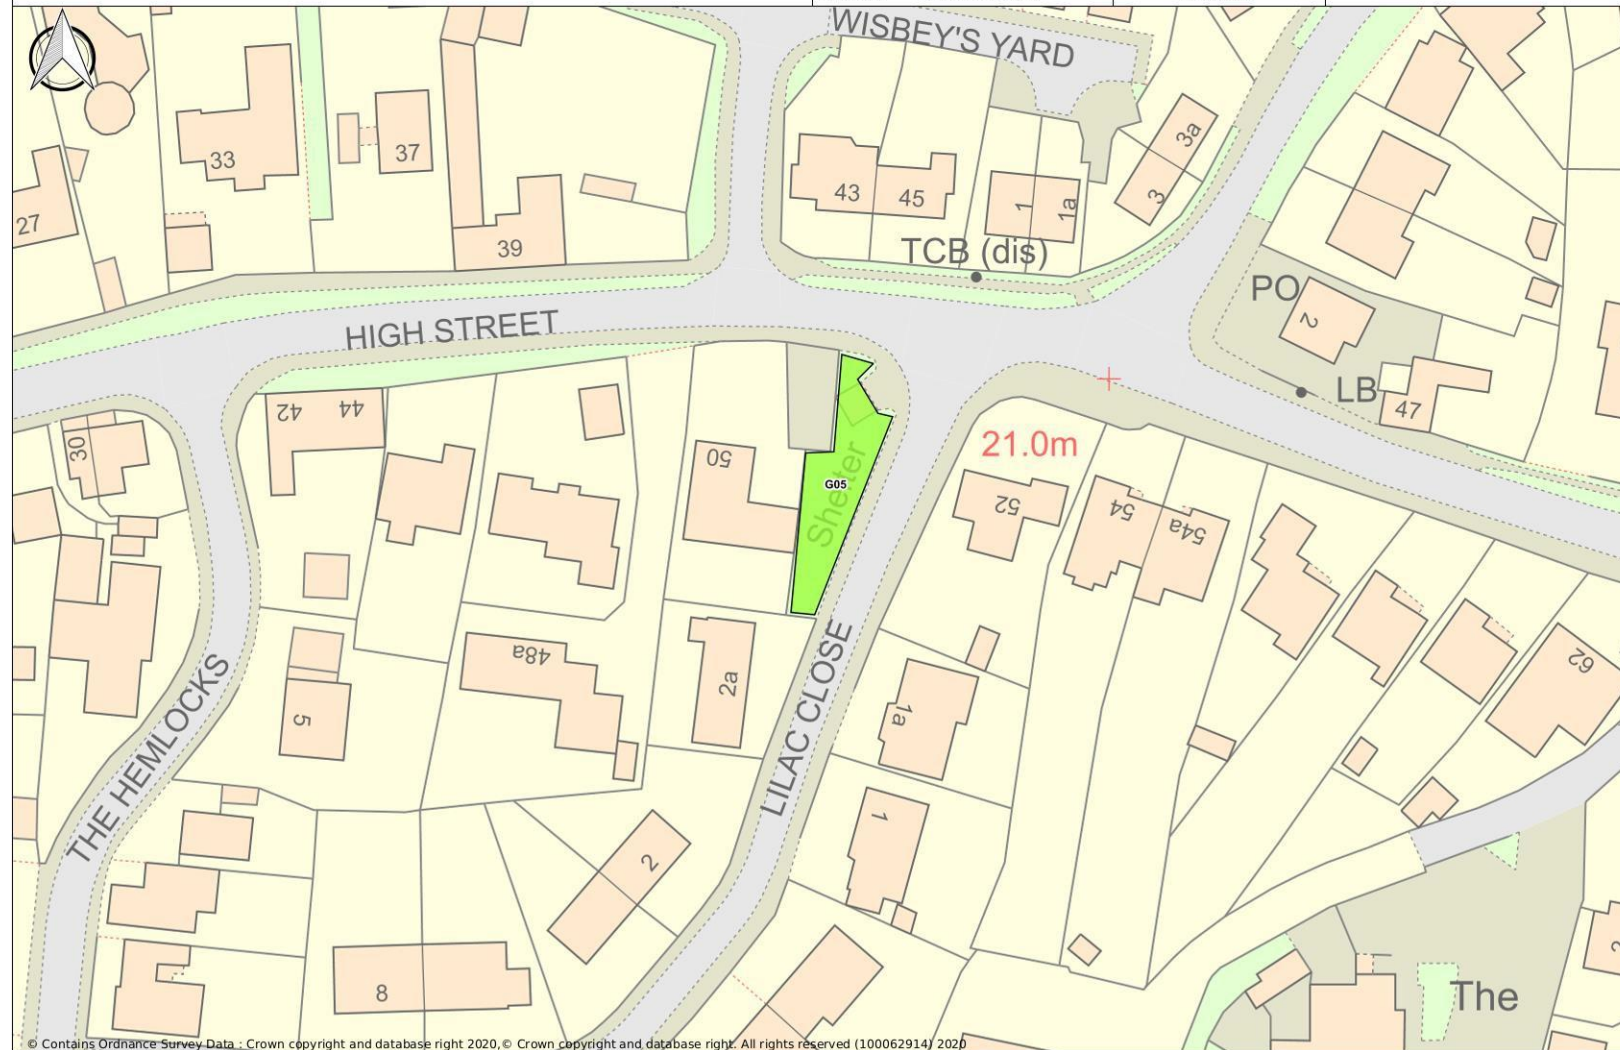 WISBEY'S YARD
33
37
27
39
43
45
1
1a
3a
3
TCB (dis)
PO
2
HIGH STREET
LB
47
42
44
30
50
21.0m
Shelter
G05
52
54
54a
62
48a
2a
5
1a
THE HEMLOCKS
LILAC CLOSE
1
2
8
The
© Contains Ordnance Survey Data : Crown copyright and database right 2020,© Crown copyright and database right. All rights reserved (100062914) 2020